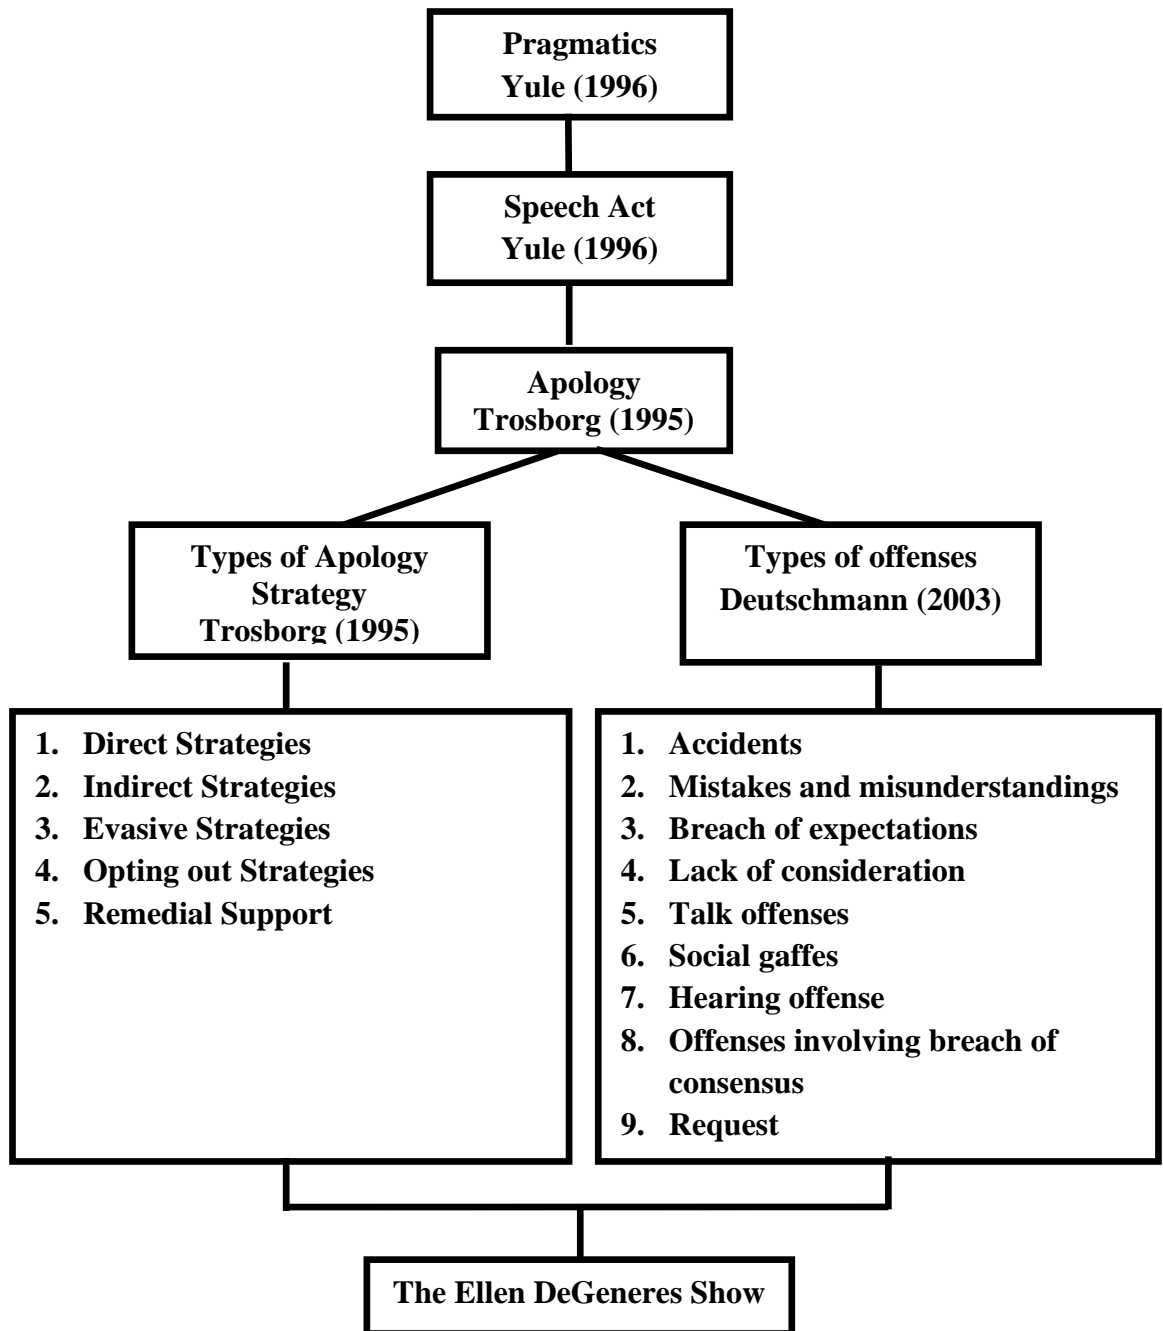 Pragmatics
Yule (1996)
Speech Act
Yule (1996)
Apology
Trosborg (1995)
Types of Apology
Strategy
Trosborg (1995)
Types of offenses
Deutschmann (2003)
1. Direct Strategies
2. Indirect Strategies
3. Evasive Strategies
4. Opting out Strategies
5. Remedial Support
1. Accidents
2. Mistakes and misunderstandings
3. Breach of expectations
4. Lack of consideration
5. Talk offenses
6. Social gaffes
7. Hearing offense
8. Offenses involving breach of
consensus
9. Request
The Ellen DeGeneres Show